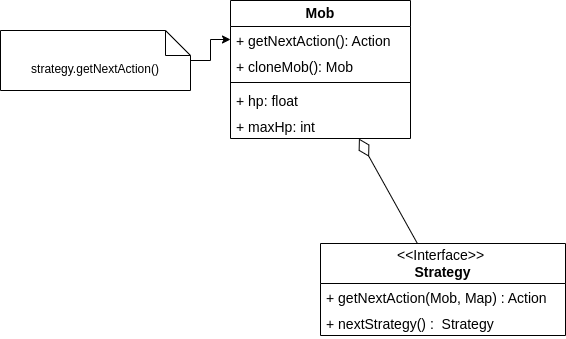 Mob
+ getNextAction(): Action
strategy.getNextAction()
+ cloneMob(): Mob
+ hp: float
+ maxHp: int
<<Interface>>
Strategy
+ getNextAction(Mob, Map) : Action
+ nextStrategy() :  Strategy